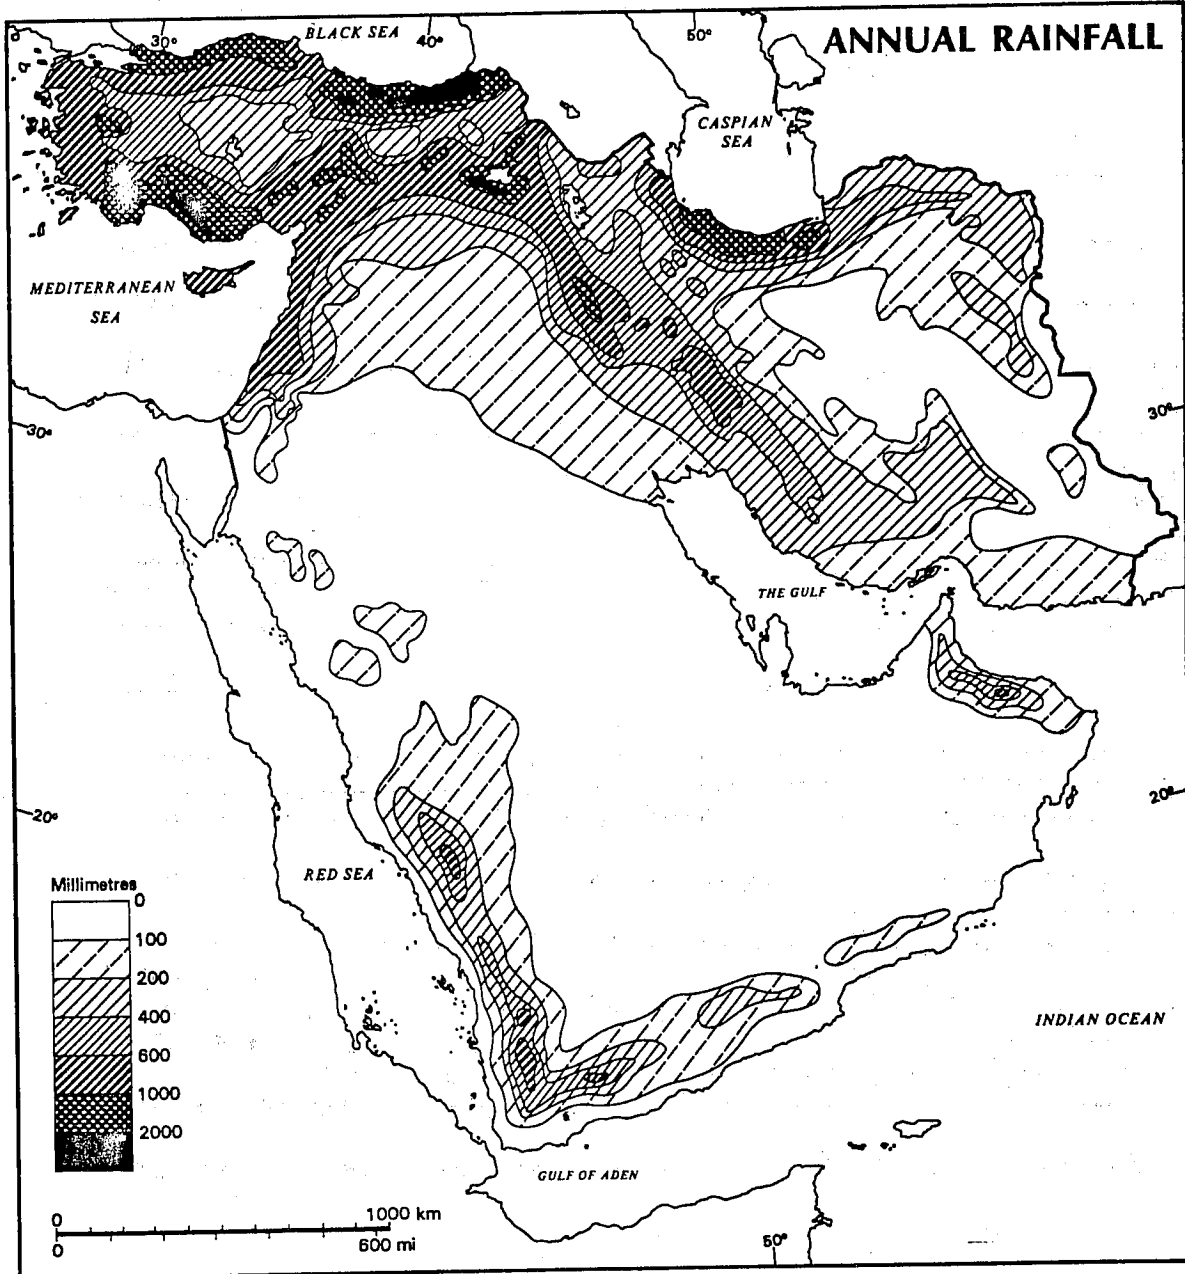 ANNUAL RAINFALL
30°
BLACK SEA
40°
50°
CASPIAN
SEA
MEDITERRANEAN
SEA
30°
30°
THE GULF
20°
20°
RED SEA
Millimetres
0
100
200
400
600
1000
2000
INDIAN OCEAN
GULF OF ADEN
0
1000 km
0
600 mi
50°